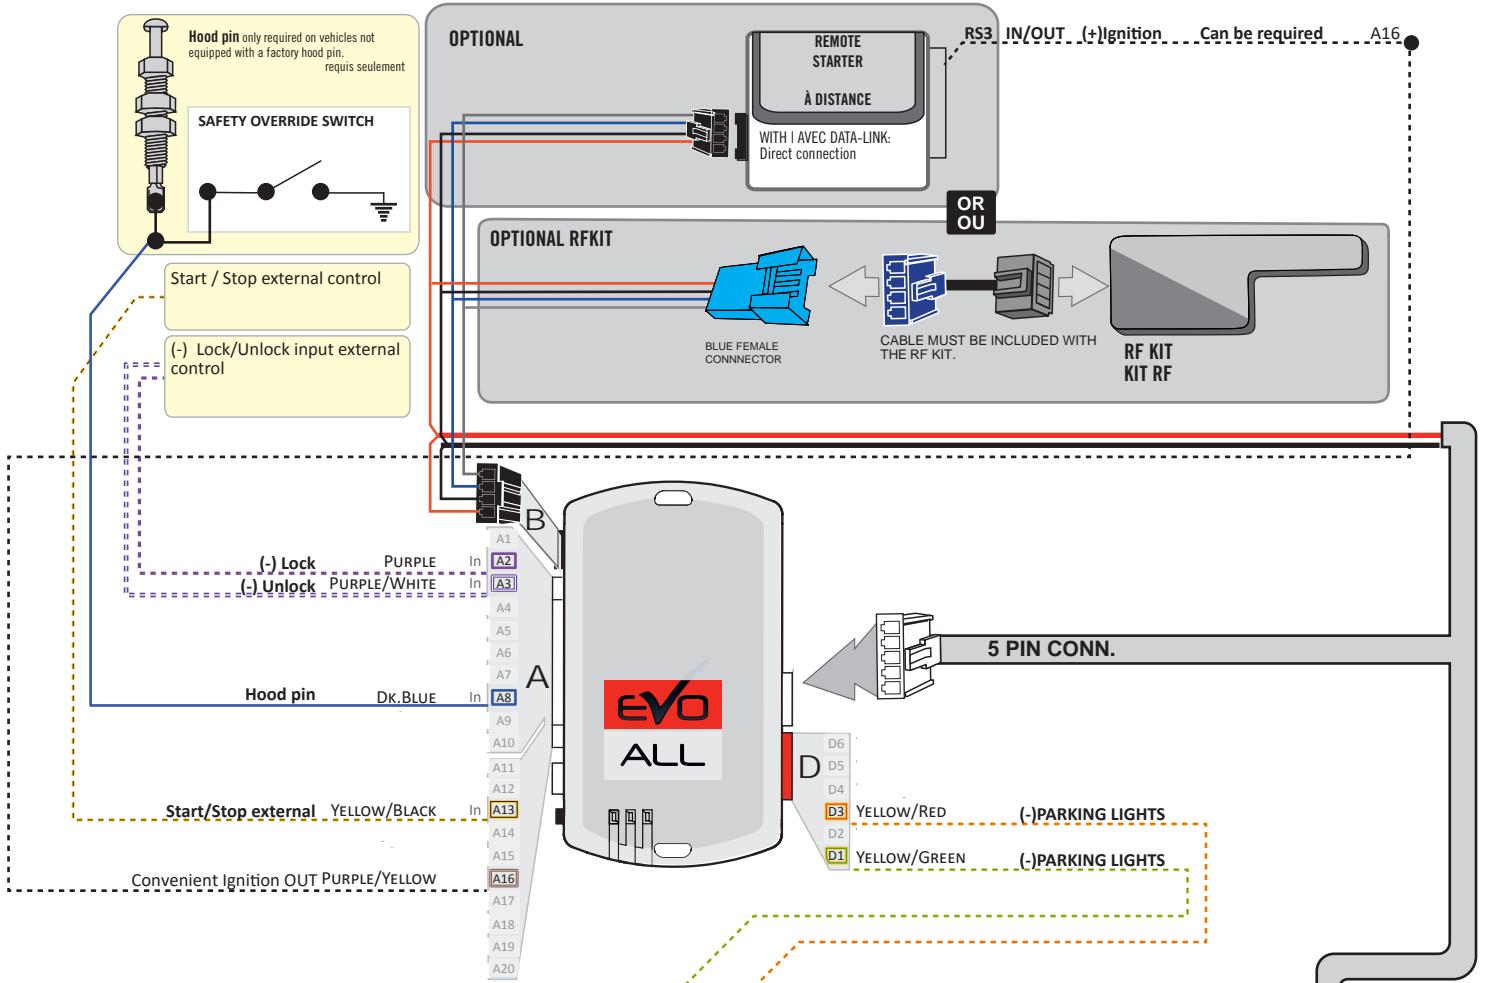 Hood pin only required on vehicles not
equipped with a factory hood pin.
requis seulement
SAFETY OVERRIDE SWITCH
Start / Stop external control
(-) Lock/Unlock input external
control
OPTIONAL
REMOTE
STARTER
À DISTANCE
WITH | AVEC DATA-LINK:
Direct connection
RS3 IN/OUT (+)Ignition Can be required A16
OR
OU
OPTIONAL RFKIT
BLUE FEMALE
CONNNECTOR
CABLE MUST BE INCLUDED WITH
THE RF KIT.
RF KIT
KIT RF
B
A1
(-) Lock PURPLE In A2
(-) Unlock PURPLE/WHITE In A3
A4
A5
A6
A7
A
Hood pin DK.BLUE In A8
A9
A10
A11
A12
Start/Stop external YELLOW/BLACK In A13
A14
A15
Convenient Ignition OUT PURPLE/YELLOW A16
A17
A18
A19
A20
EVO
ALL
5 PIN CONN.
D
D6
D5
D4
D3 YELLOW/RED (-)PARKING LIGHTS
D2
D1 YELLOW/GREEN (-)PARKING LIGHTS